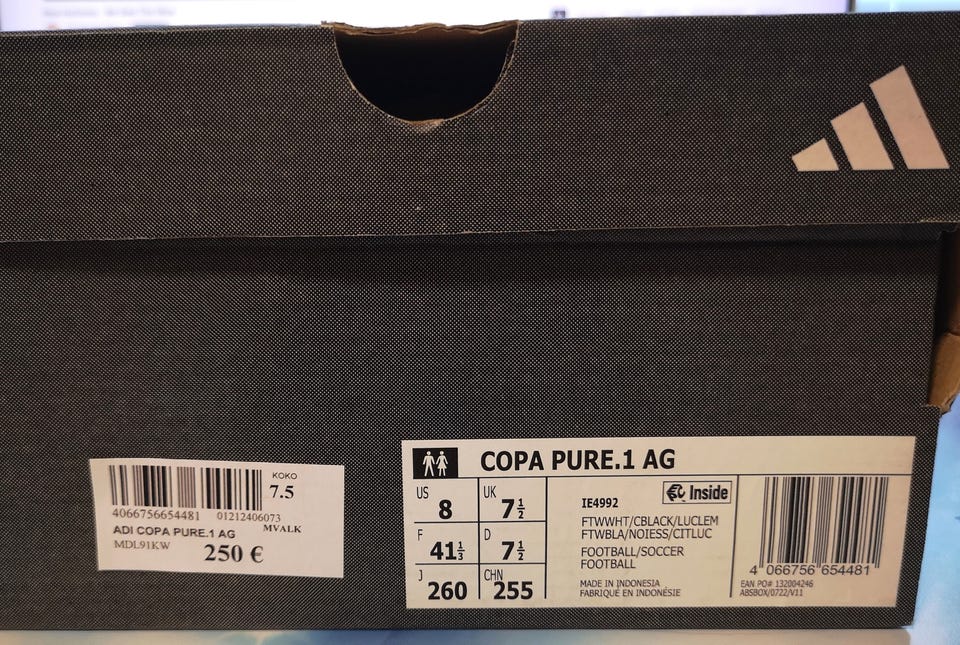 KOKO
7.5
4066756654481 01212406073
ADI COPA PURE.1 AG MVALK
MDL91KW 250 €
COPA PURE.1 AG
US 8 UK 7½
F 41⅓ D 7½
J 260 CHN 255
Inside
IE4992
FTWWHT/CBLACK/LUCLEM
FTWBLA/NOIESS/CITLUC
FOOTBALL/SOCCER
FOOTBALL
MADE IN INDONESIA
FABRIQUÉ EN INDONÉSIE
4 066756 654481
EAN PO# 132004246
ABSBOX/0722/V11